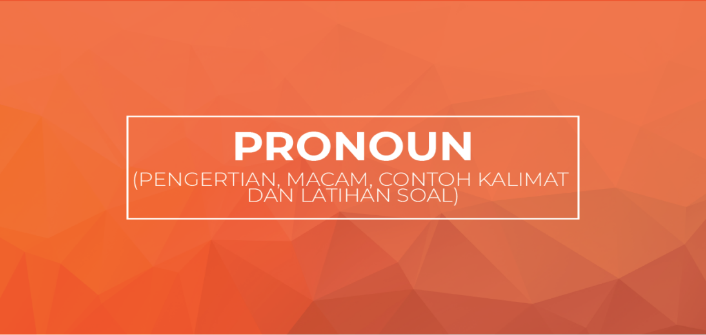 PRONOUN
(PENGERTIAN, MACAM, CONTOH KALIMAT
DAN LATIHAN SOAL)